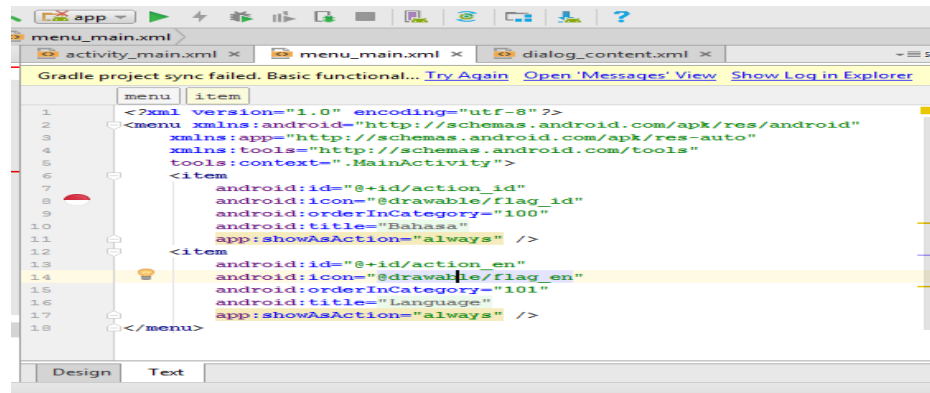 app
?
menu_main.xml
activity_main.xml × menu_main.xml × dialog_content.xml ×
Gradle project sync failed. Basic functional... Try Again Open 'Messages' View Show Log in Explorer
menu item
1 <?xml version="1.0" encoding="utf-8"?>
2 <menu xmlns:android="http://schemas.android.com/apk/res/android"
3 xmlns:app="http://schemas.android.com/apk/res-auto"
4 xmlns:tools="http://schemas.android.com/tools"
5 tools:context=".MainActivity">
6 <item
7 android:id="@+id/action_id"
8 android:icon="@drawable/flag_id"
9 android:orderInCategory="100"
10 android:title="Bahasa"
11 app:showAsAction="always" />
12 <item
13 android:id="@+id/action_en"
14 android:icon="@drawable/flag_en"
15 android:orderInCategory="101"
16 android:title="Language"
17 app:showAsAction="always" />
18 </menu>
Design Text